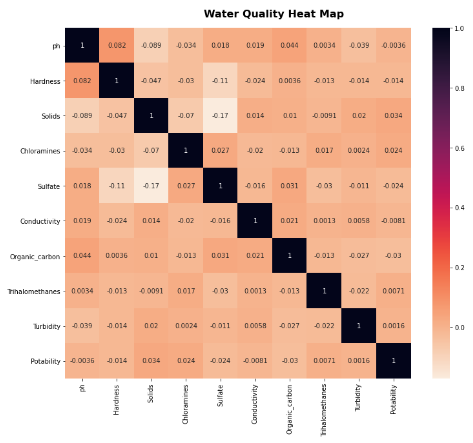 Water Quality Heat Map
ph 1 0.082 -0.089 -0.034 0.018 0.019 0.044 0.0034 -0.039 -0.0036
Hardness 0.082 1 -0.047 -0.03 -0.11 -0.024 0.0036 -0.013 -0.014 -0.014
Solids -0.089 -0.047 1 -0.07 -0.17 0.014 0.01 -0.0091 0.02 0.034
Chloramines -0.034 -0.03 -0.07 1 0.027 -0.02 -0.013 0.017 0.0024 0.024
Sulfate 0.018 -0.11 -0.17 0.027 1 -0.016 0.031 -0.03 -0.011 -0.024
Conductivity 0.019 -0.024 0.014 -0.02 -0.016 1 0.021 0.0013 0.0058 -0.0081
Organic_carbon 0.044 0.0036 0.01 -0.013 0.031 0.021 1 -0.013 -0.027 -0.03
Trihalomethanes 0.0034 -0.013 -0.0091 0.017 -0.03 0.0013 -0.013 1 -0.022 0.0071
Turbidity -0.039 -0.014 0.02 0.0024 -0.011 0.0058 -0.027 -0.022 1 0.0016
Potability -0.0036 -0.014 0.034 0.024 -0.024 -0.0081 -0.03 0.0071 0.0016 1
ph Hardness Solids Chloramines Sulfate Conductivity Organic_carbon Trihalomethanes Turbidity Potability
1.0
0.8
0.6
0.4
0.2
0.0